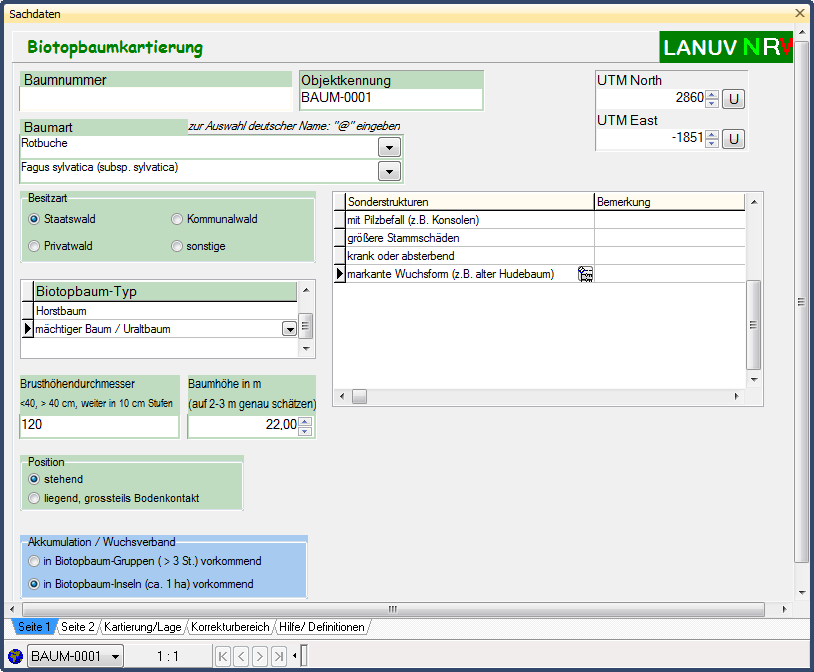 Sachdaten
Biotopbaumkartierung
LANUV NRW
Baumnummer
Objektkennung
BAUM-0001
UTM North
2860
U
UTM East
-1851
U
Baumart
zur Auswahl deutscher Name: "@" eingeben
Rotbuche
Fagus sylvatica (subsp. sylvatica)
Besitzart
Staatswald
Kommunalwald
Privatwald
sonstige
Sonderstrukturen
Bemerkung
mit Pilzbefall (z.B. Konsolen)
größere Stammschäden
krank oder absterbend
markante Wuchsform (z.B. alter Hudebaum)
Biotopbaum-Typ
Horstbaum
mächtiger Baum / Uraltbaum
Brusthöhendurchmesser
<40, > 40 cm, weiter in 10 cm Stufen
120
Baumhöhe in m
(auf 2-3 m genau schätzen)
22,00
Position
stehend
liegend, grossteils Bodenkontakt
Akkumulation / Wuchsverband
in Biotopbaum-Gruppen ( > 3 St.) vorkommend
in Biotopbaum-Inseln (ca. 1 ha) vorkommend
Seite 1
Seite 2
Kartierung/Lage
Korrekturbereich
Hilfe/ Definitionen
BAUM-0001
1 : 1